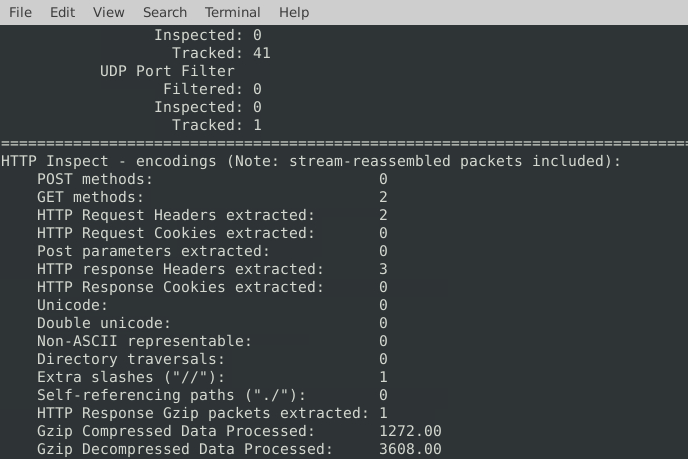 File Edit View Search Terminal Help
Inspected: 0
Tracked: 41
UDP Port Filter
Filtered: 0
Inspected: 0
Tracked: 1
===============================================================================
HTTP Inspect - encodings (Note: stream-reassembled packets included):
POST methods: 0
GET methods: 2
HTTP Request Headers extracted: 2
HTTP Request Cookies extracted: 0
Post parameters extracted: 0
HTTP response Headers extracted: 3
HTTP Response Cookies extracted: 0
Unicode: 0
Double unicode: 0
Non-ASCII representable: 0
Directory traversals: 0
Extra slashes ("//"): 1
Self-referencing paths ("./"): 0
HTTP Response Gzip packets extracted: 1
Gzip Compressed Data Processed: 1272.00
Gzip Decompressed Data Processed: 3608.00